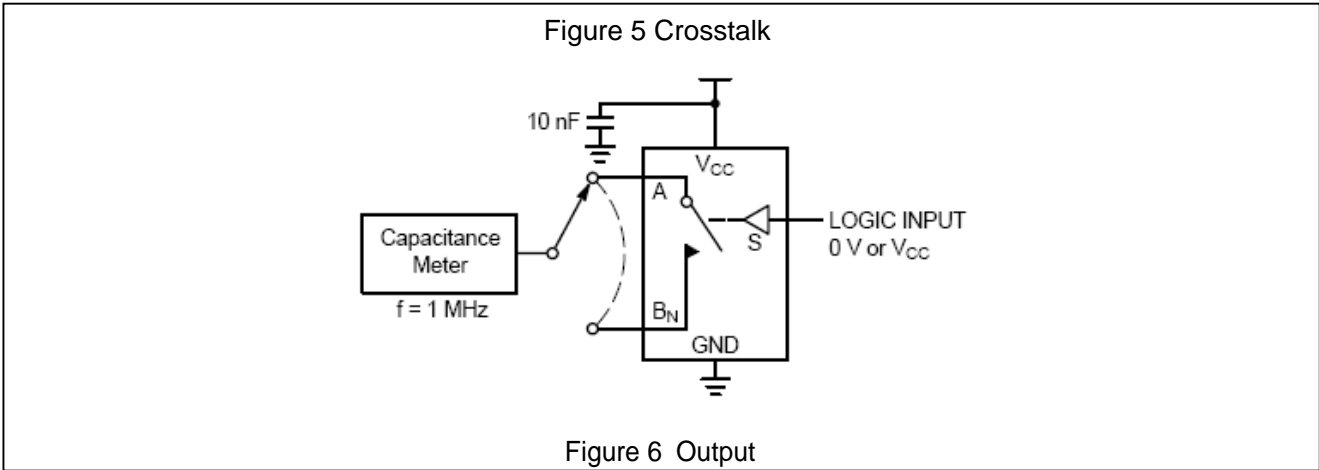 Figure 5 Crosstalk
10 nF
VCC
A
Capacitance
Meter
S
LOGIC INPUT
0 V or VCC
f = 1 MHz
BN
GND
Figure 6 Output